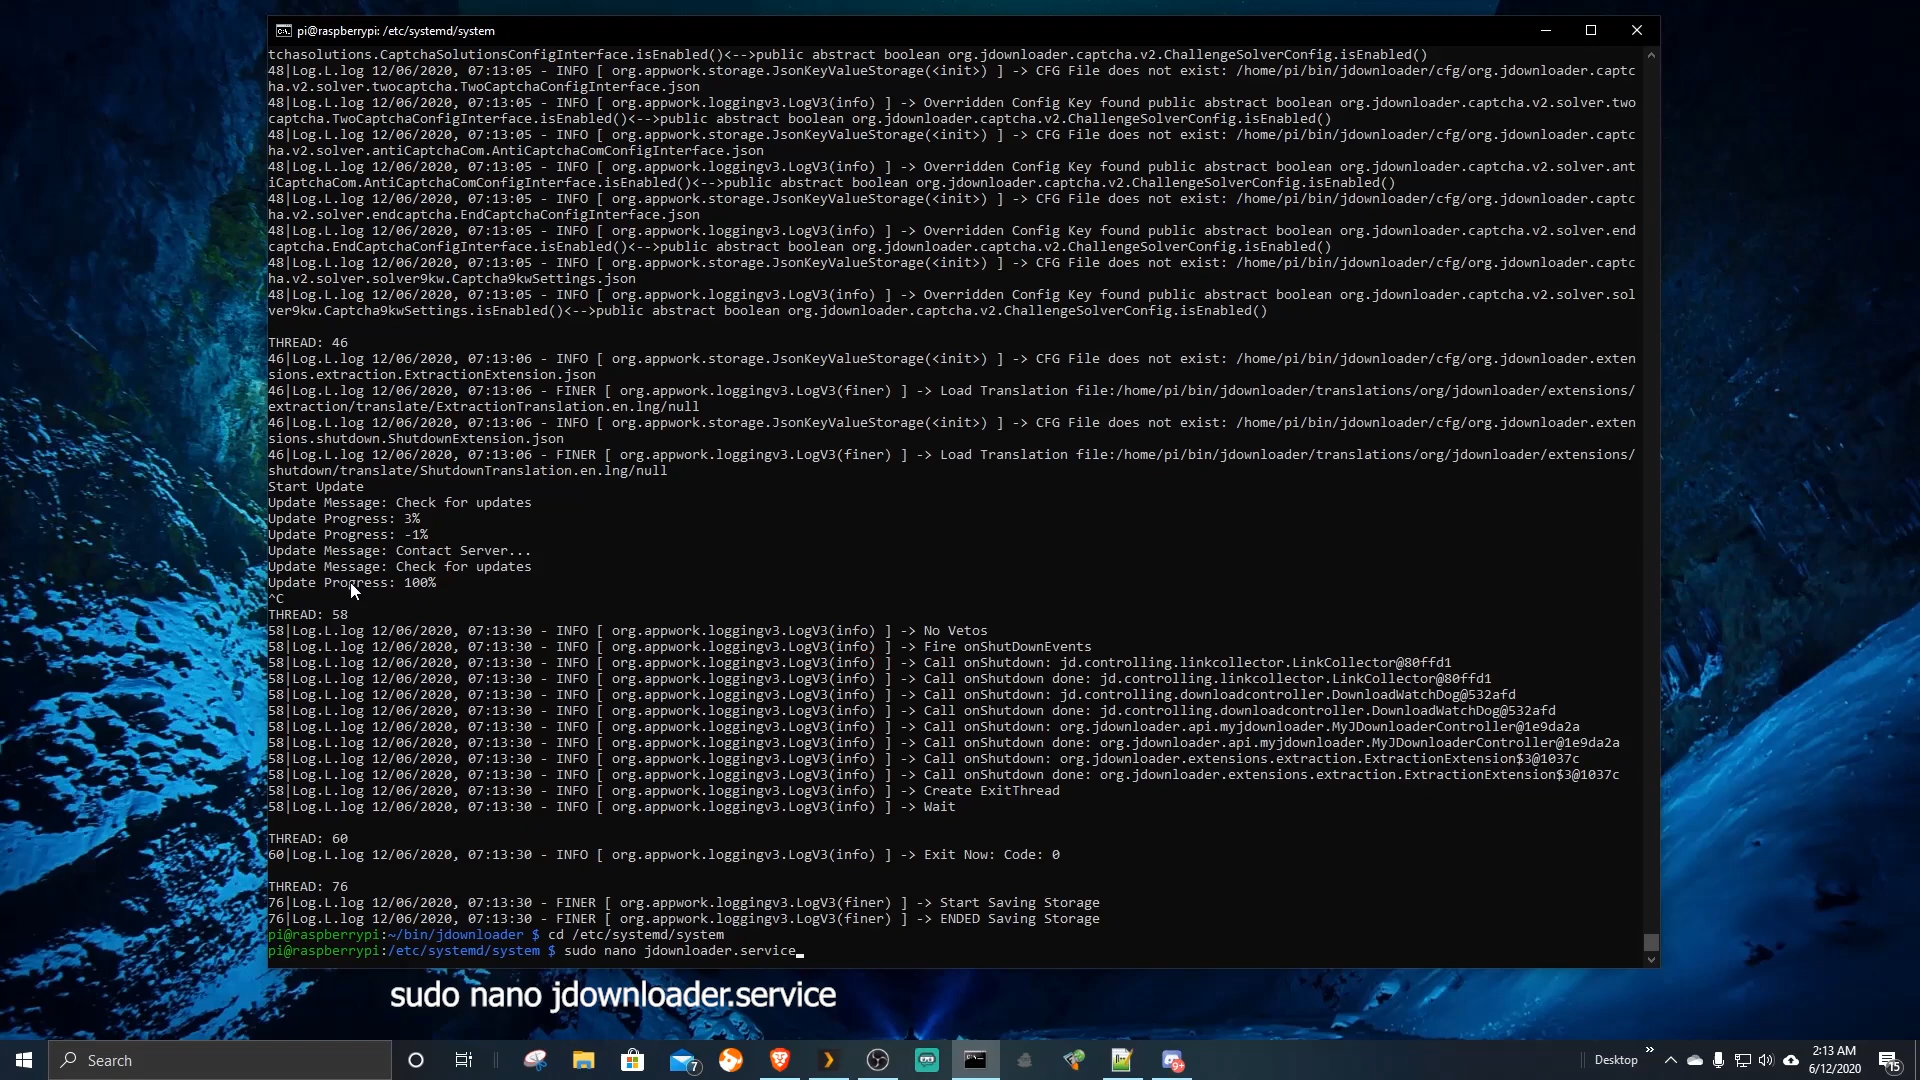 pi@raspberrypi: /etc/systemd/system
tchasolutions.CaptchaSolutionsConfigInterface.isEnabled()<-->public abstract boolean org.jdownloader.captcha.v2.ChallengeSolverConfig.isEnabled()
48|Log.L.log 12/06/2020, 07:13:05 - INFO [ org.appwork.storage.JsonKeyValueStorage(<init>) ] -> CFG File does not exist: /home/pi/bin/jdownloader/cfg/org.jdownloader.captc
ha.v2.solver.twocaptcha.TwoCaptchaConfigInterface.json
48|Log.L.log 12/06/2020, 07:13:05 - INFO [ org.appwork.loggingv3.LogV3(info) ] -> Overridden Config Key found public abstract boolean org.jdownloader.captcha.v2.solver.two
captcha.TwoCaptchaConfigInterface.isEnabled()<-->public abstract boolean org.jdownloader.captcha.v2.ChallengeSolverConfig.isEnabled()
48|Log.L.log 12/06/2020, 07:13:05 - INFO [ org.appwork.storage.JsonKeyValueStorage(<init>) ] -> CFG File does not exist: /home/pi/bin/jdownloader/cfg/org.jdownloader.captc
ha.v2.solver.antiCaptchaCom.AntiCaptchaComConfigInterface.json
48|Log.L.log 12/06/2020, 07:13:05 - INFO [ org.appwork.loggingv3.LogV3(info) ] -> Overridden Config Key found public abstract boolean org.jdownloader.captcha.v2.solver.ant
iCaptchaCom.AntiCaptchaComConfigInterface.isEnabled()<-->public abstract boolean org.jdownloader.captcha.v2.ChallengeSolverConfig.isEnabled()
48|Log.L.log 12/06/2020, 07:13:05 - INFO [ org.appwork.storage.JsonKeyValueStorage(<init>) ] -> CFG File does not exist: /home/pi/bin/jdownloader/cfg/org.jdownloader.captc
ha.v2.solver.endcaptcha.EndCaptchaConfigInterface.json
48|Log.L.log 12/06/2020, 07:13:05 - INFO [ org.appwork.loggingv3.LogV3(info) ] -> Overridden Config Key found public abstract boolean org.jdownloader.captcha.v2.solver.end
captcha.EndCaptchaConfigInterface.isEnabled()<-->public abstract boolean org.jdownloader.captcha.v2.ChallengeSolverConfig.isEnabled()
48|Log.L.log 12/06/2020, 07:13:05 - INFO [ org.appwork.storage.JsonKeyValueStorage(<init>) ] -> CFG File does not exist: /home/pi/bin/jdownloader/cfg/org.jdownloader.captc
ha.v2.solver.solver9kw.Captcha9kwSettings.json
48|Log.L.log 12/06/2020, 07:13:05 - INFO [ org.appwork.loggingv3.LogV3(info) ] -> Overridden Config Key found public abstract boolean org.jdownloader.captcha.v2.solver.sol
ver9kw.Captcha9kwSettings.isEnabled()<-->public abstract boolean org.jdownloader.captcha.v2.ChallengeSolverConfig.isEnabled()
THREAD: 46
46|Log.L.log 12/06/2020, 07:13:06 - INFO [ org.appwork.storage.JsonKeyValueStorage(<init>) ] -> CFG File does not exist: /home/pi/bin/jdownloader/cfg/org.jdownloader.exten
sions.extraction.ExtractionExtension.json
46|Log.L.log 12/06/2020, 07:13:06 - FINER [ org.appwork.loggingv3.LogV3(finer) ] -> Load Translation file:/home/pi/bin/jdownloader/translations/org/jdownloader/extensions/
extraction/translate/ExtractionTranslation.en.lng/null
46|Log.L.log 12/06/2020, 07:13:06 - INFO [ org.appwork.storage.JsonKeyValueStorage(<init>) ] -> CFG File does not exist: /home/pi/bin/jdownloader/cfg/org.jdownloader.exten
sions.shutdown.ShutdownExtension.json
46|Log.L.log 12/06/2020, 07:13:06 - FINER [ org.appwork.loggingv3.LogV3(finer) ] -> Load Translation file:/home/pi/bin/jdownloader/translations/org/jdownloader/extensions/
shutdown/translate/ShutdownTranslation.en.lng/null
Start Update
Update Message: Check for updates
Update Progress: 3%
Update Progress: -1%
Update Message: Contact Server...
Update Message: Check for updates
Update Progress: 100%
^C
THREAD: 58
58|Log.L.log 12/06/2020, 07:13:30 - INFO [ org.appwork.loggingv3.LogV3(info) ] -> No Vetos
58|Log.L.log 12/06/2020, 07:13:30 - INFO [ org.appwork.loggingv3.LogV3(info) ] -> Fire onShutDownEvents
58|Log.L.log 12/06/2020, 07:13:30 - INFO [ org.appwork.loggingv3.LogV3(info) ] -> Call onShutdown: jd.controlling.linkcollector.LinkCollector@80ffd1
58|Log.L.log 12/06/2020, 07:13:30 - INFO [ org.appwork.loggingv3.LogV3(info) ] -> Call onShutdown done: jd.controlling.linkcollector.LinkCollector@80ffd1
58|Log.L.log 12/06/2020, 07:13:30 - INFO [ org.appwork.loggingv3.LogV3(info) ] -> Call onShutdown: jd.controlling.downloadcontroller.DownloadWatchDog@532afd
58|Log.L.log 12/06/2020, 07:13:30 - INFO [ org.appwork.loggingv3.LogV3(info) ] -> Call onShutdown done: jd.controlling.downloadcontroller.DownloadWatchDog@532afd
58|Log.L.log 12/06/2020, 07:13:30 - INFO [ org.appwork.loggingv3.LogV3(info) ] -> Call onShutdown: org.jdownloader.api.myjdownloader.MyJDownloaderController@1e9da2a
58|Log.L.log 12/06/2020, 07:13:30 - INFO [ org.appwork.loggingv3.LogV3(info) ] -> Call onShutdown done: org.jdownloader.api.myjdownloader.MyJDownloaderController@1e9da2a
58|Log.L.log 12/06/2020, 07:13:30 - INFO [ org.appwork.loggingv3.LogV3(info) ] -> Call onShutdown: org.jdownloader.extensions.extraction.ExtractionExtension$3@1037c
58|Log.L.log 12/06/2020, 07:13:30 - INFO [ org.appwork.loggingv3.LogV3(info) ] -> Call onShutdown done: org.jdownloader.extensions.extraction.ExtractionExtension$3@1037c
58|Log.L.log 12/06/2020, 07:13:30 - INFO [ org.appwork.loggingv3.LogV3(info) ] -> Create ExitThread
58|Log.L.log 12/06/2020, 07:13:30 - INFO [ org.appwork.loggingv3.LogV3(info) ] -> Wait
THREAD: 60
60|Log.L.log 12/06/2020, 07:13:30 - INFO [ org.appwork.loggingv3.LogV3(info) ] -> Exit Now: Code: 0
THREAD: 76
76|Log.L.log 12/06/2020, 07:13:30 - FINER [ org.appwork.loggingv3.LogV3(finer) ] -> Start Saving Storage
76|Log.L.log 12/06/2020, 07:13:30 - FINER [ org.appwork.loggingv3.LogV3(finer) ] -> ENDED Saving Storage
pi@raspberrypi:~/bin/jdownloader $ cd /etc/systemd/system
pi@raspberrypi:/etc/systemd/system $ sudo nano jdownloader.service
sudo nano jdownloader.service
Search
7
9+
Desktop
2:13 AM
6/12/2020
15